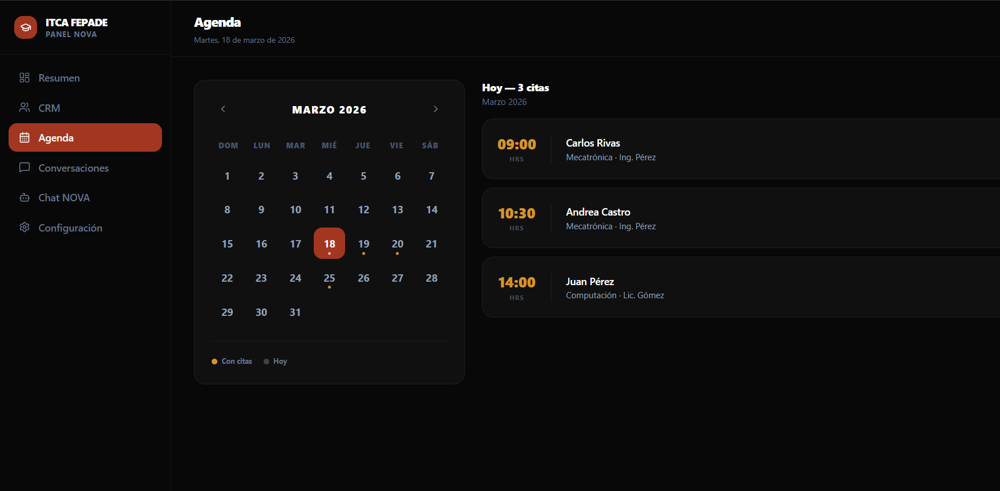 ITCA FEPADE
PANEL NOVA
Resumen
CRM
Agenda
Conversaciones
Chat NOVA
Configuración
Agenda
Martes, 18 de marzo de 2026
MARZO 2026
DOM LUN MAR MIÉ JUE VIE SÁB
1 2 3 4 5 6 7
8 9 10 11 12 13 14
15 16 17 18 19 20 21
22 23 24 25 26 27 28
29 30 31
Con citas Hoy
Hoy — 3 citas
Marzo 2026
09:00
HRS
Carlos Rivas
Mecatrónica · Ing. Pérez
10:30
HRS
Andrea Castro
Mecatrónica · Ing. Pérez
14:00
HRS
Juan Pérez
Computación · Lic. Gómez